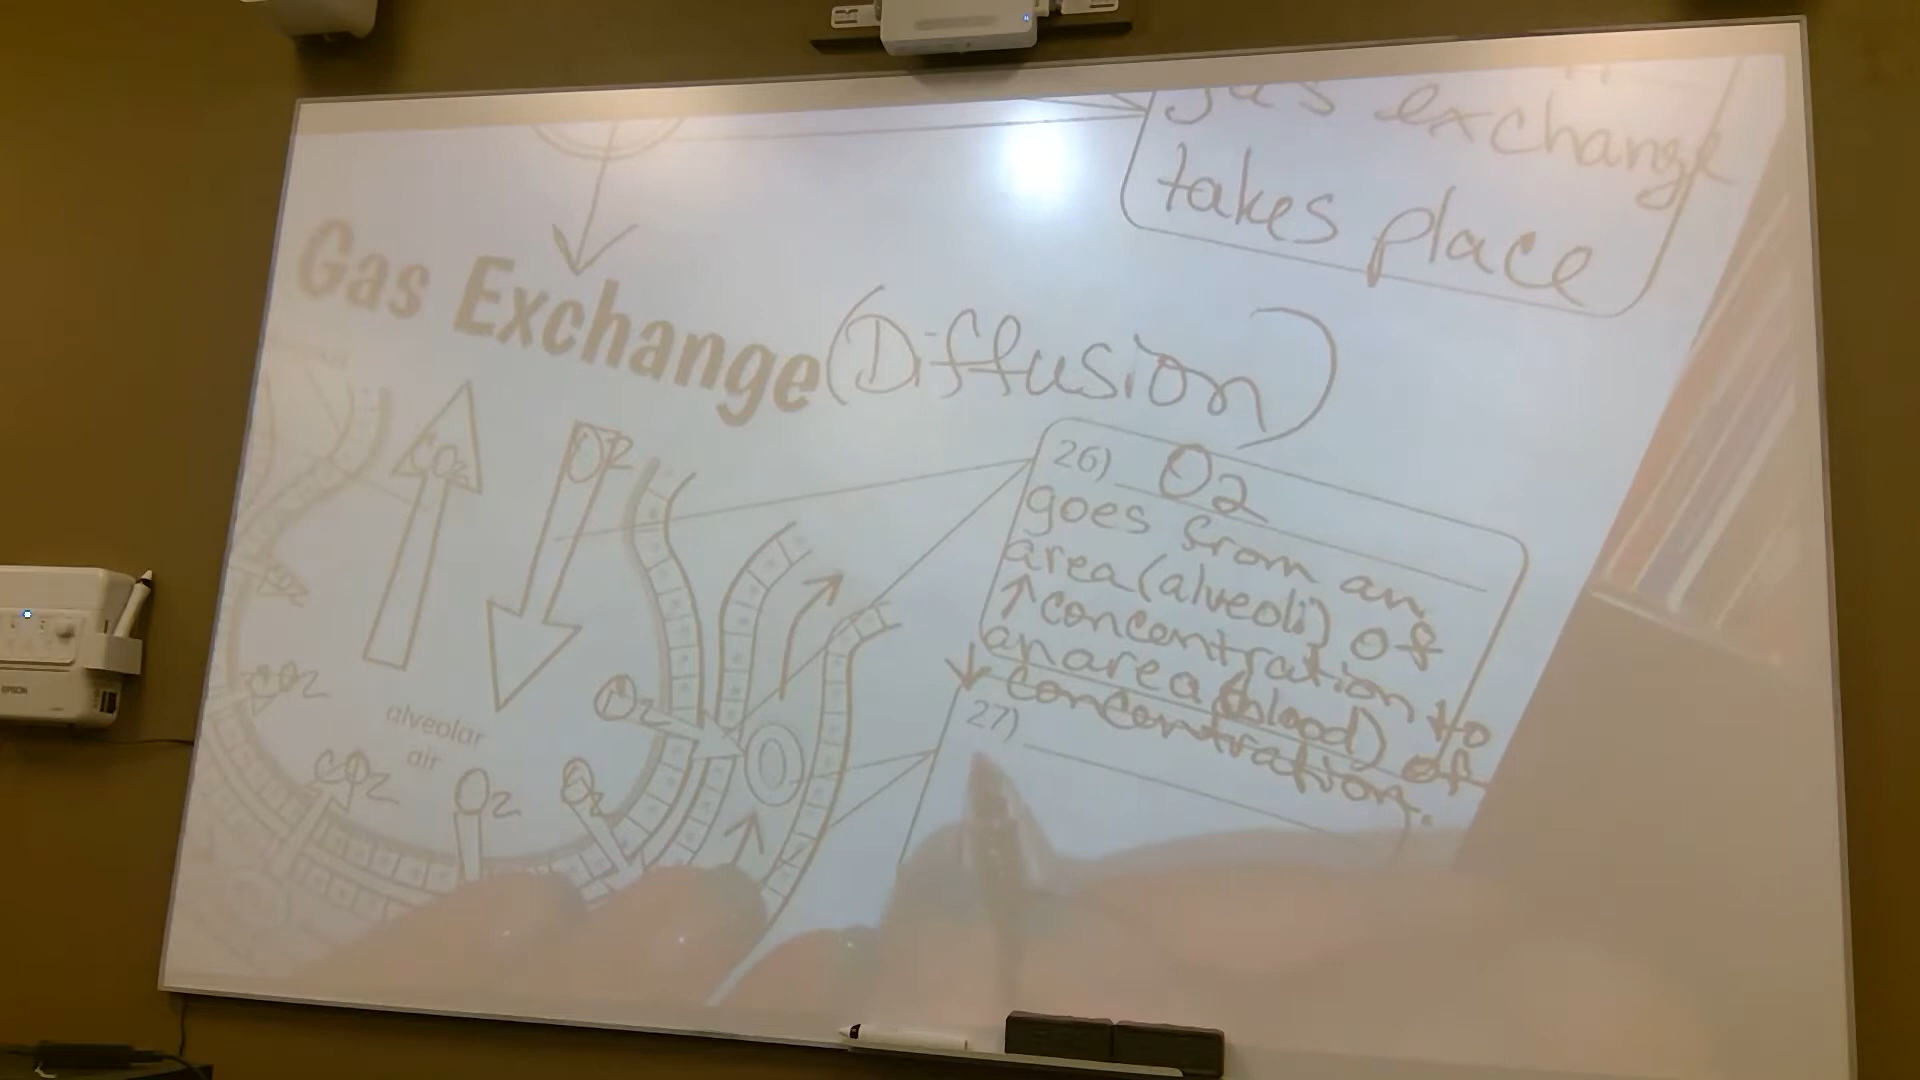 gas exchange
takes place
Gas Exchange (Diffusion)
CO2
O2
26) O2
goes from an
area (alveoli) of
↑ concentration to
an area (blood) of
↓ concentration.
27)
O2
CO2
alveolar
air
CO2
O2
O2
EPSON